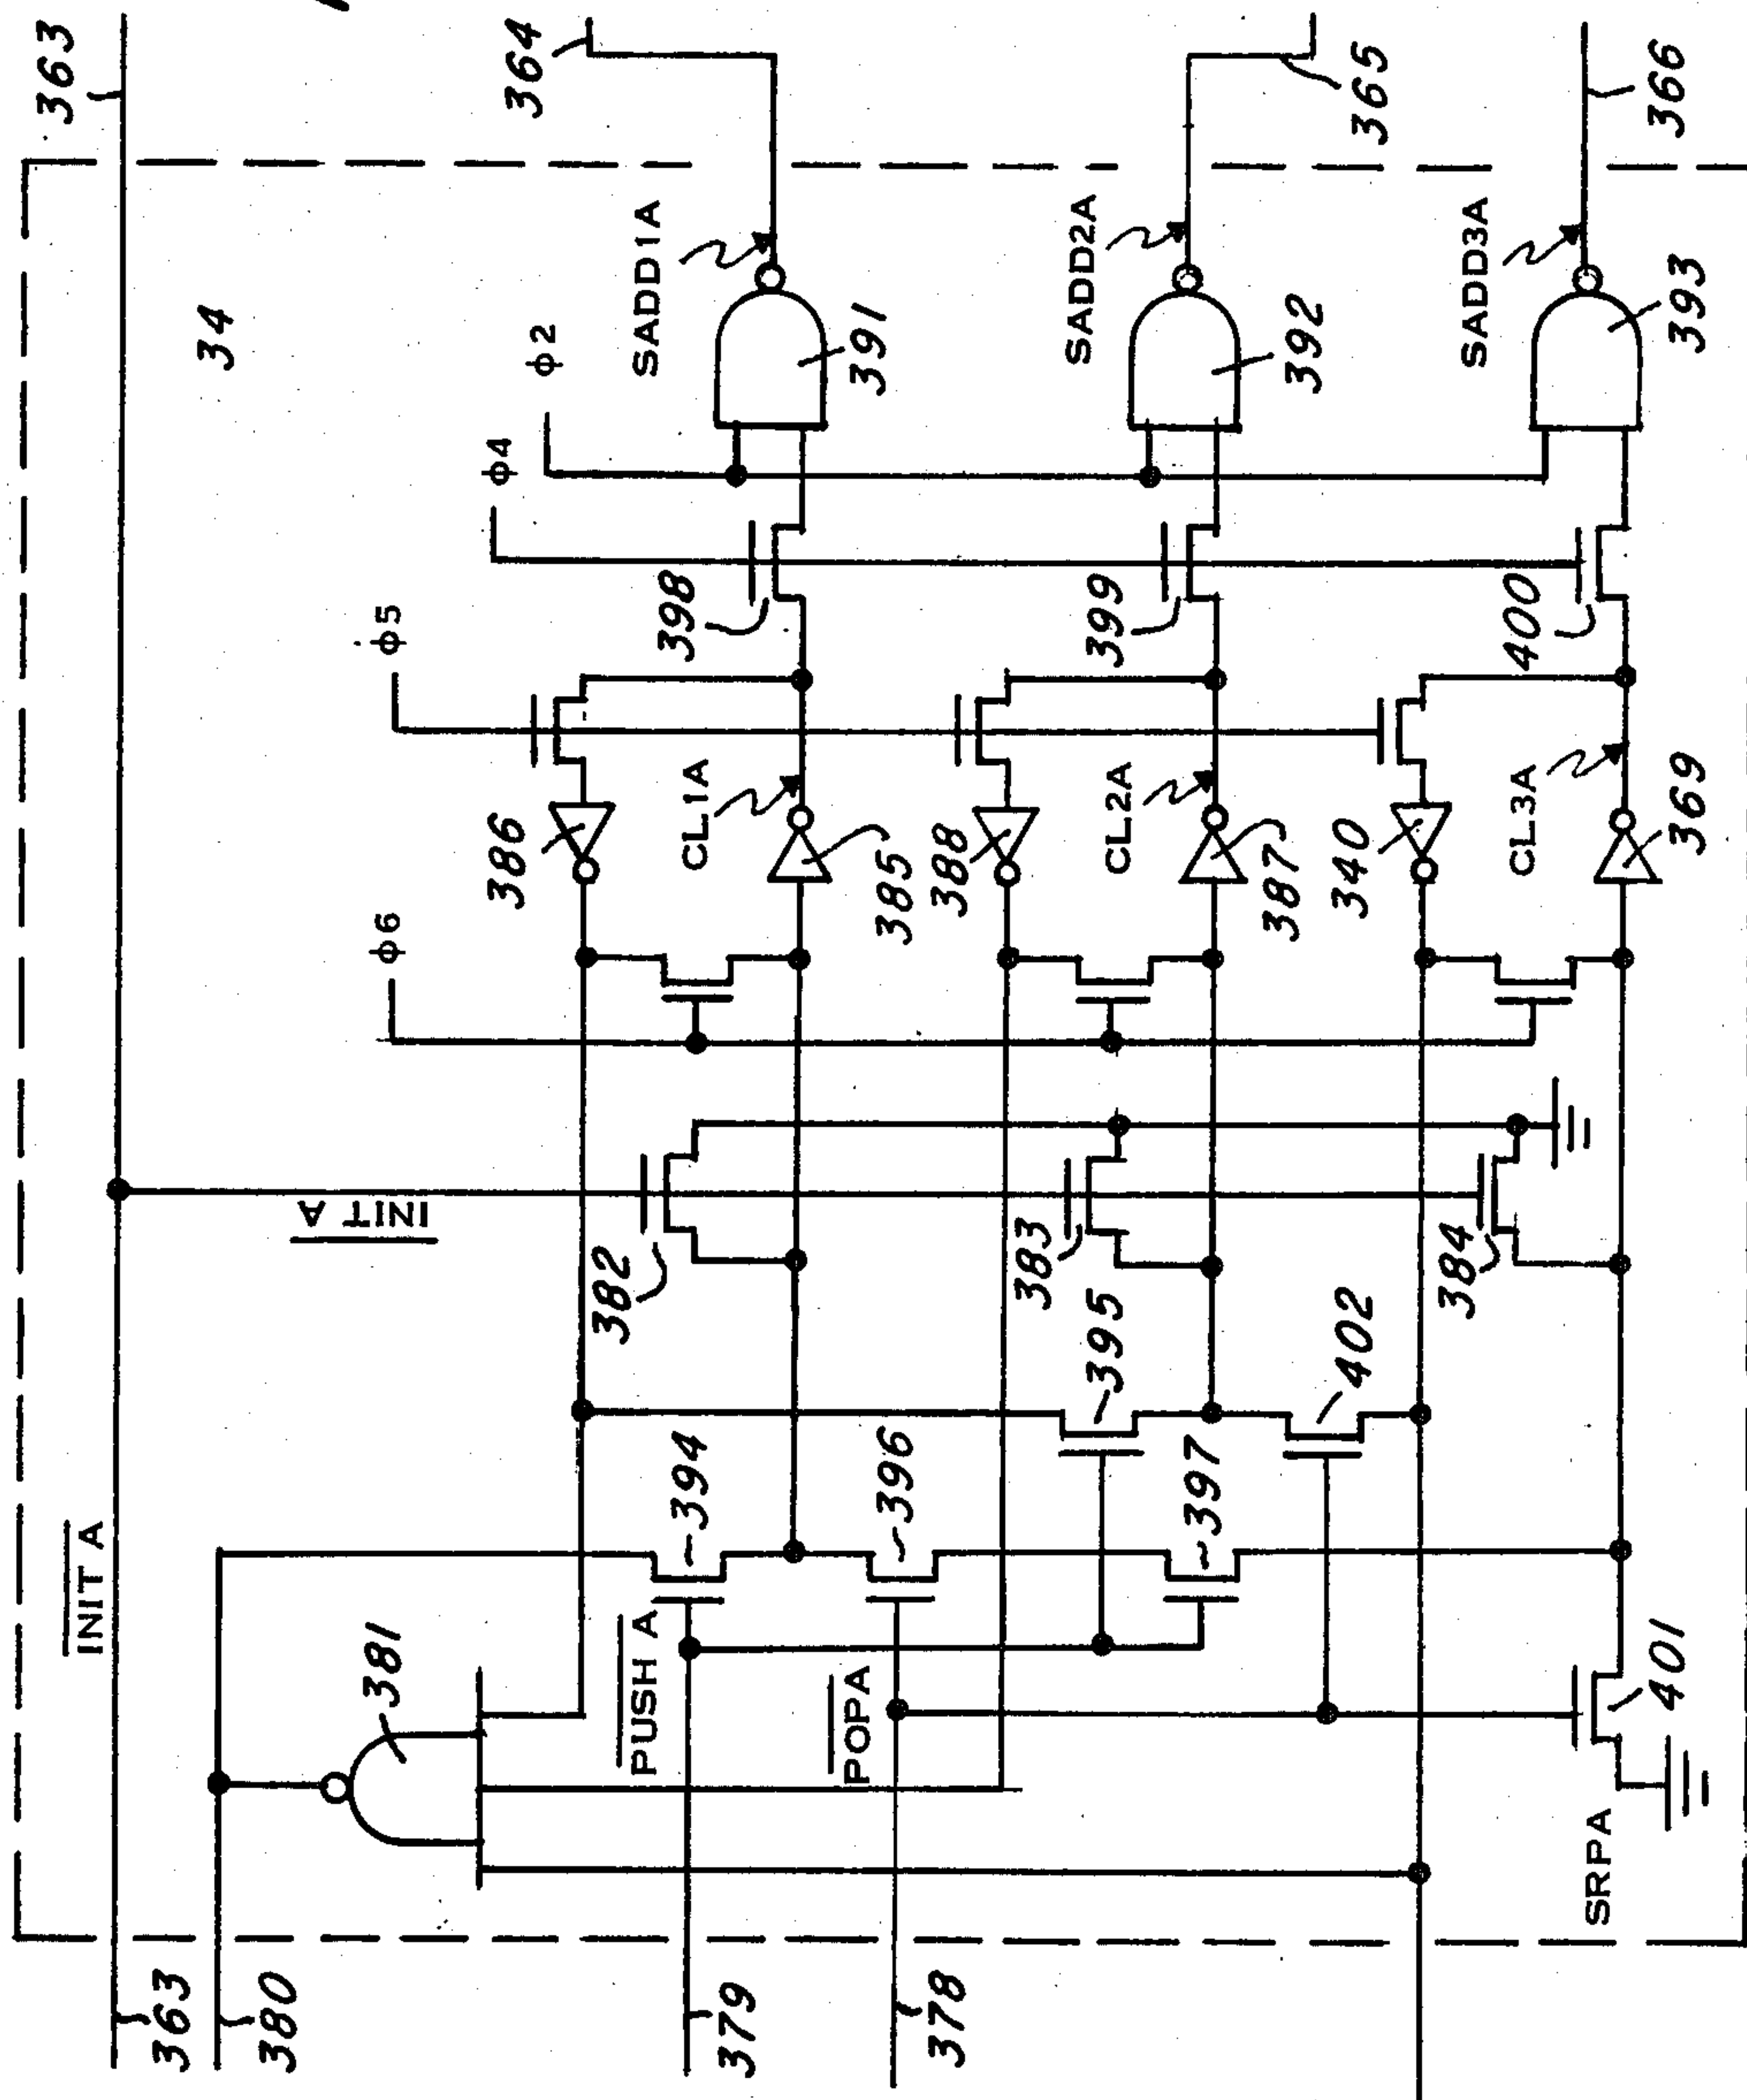 363
INIT A
363
34
380
INIT A
381
φ6
φ5
φ4
φ2
364
386
382
PUSH A
394
CL1A
398
SADD1A
379
POPA
396
385
391
378
388
383
395
CL2A
399
SADD2A
397
387
392
402
340
365
384
CL3A
400
SADD3A
SRPA
401
369
393
366